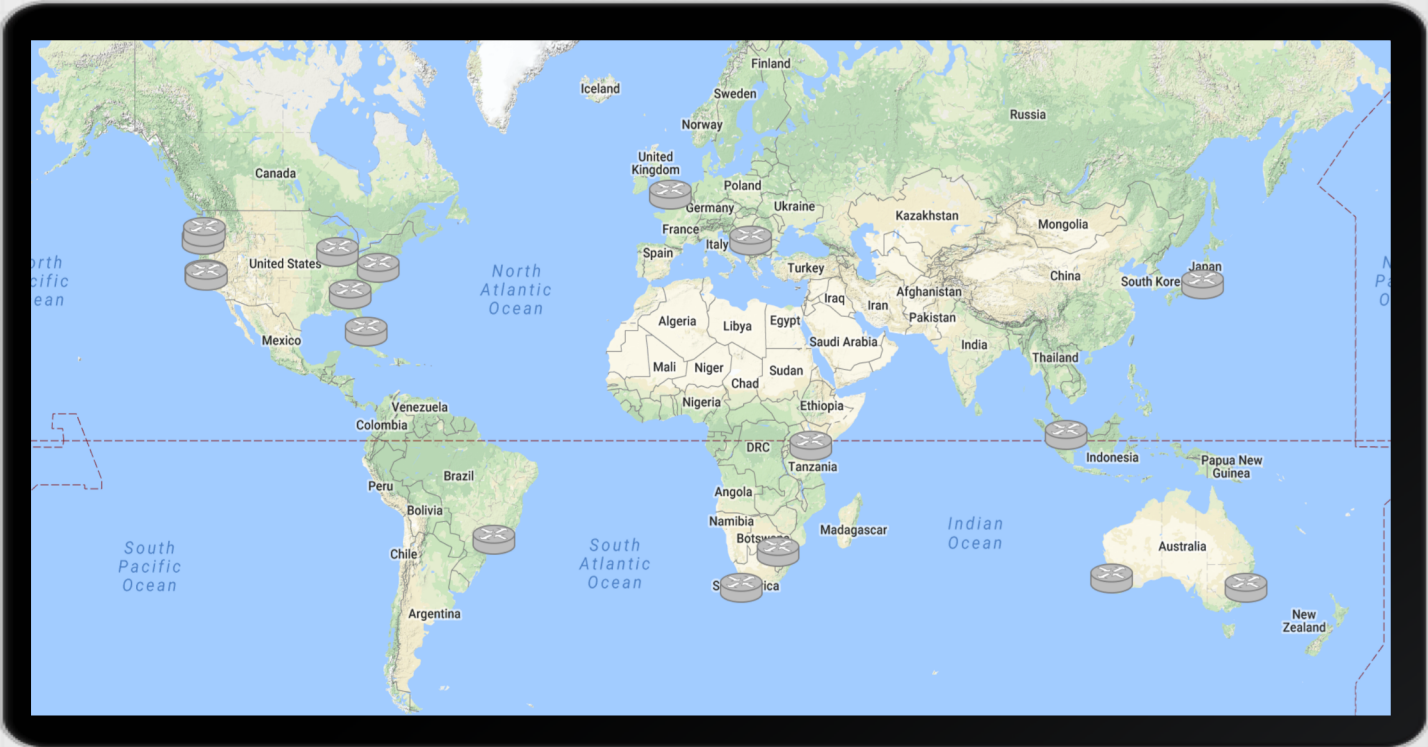 Finland
Iceland
Sweden
Russia
Norway
United
Kingdom
Canada
Poland
Germany
Ukraine
Kazakhstan
Mongolia
France
Italy
Spain
United States
Turkey
China
Japan
South Kore
orth
cific
ean
North
Atlantic
Ocean
Iraq
Iran
Afghanistan
Pakistan
Algeria
Libya
Egypt
Saudi Arabia
India
Mexico
Thailand
Mali
Niger
Chad
Sudan
Nigeria
Ethiopia
Venezuela
Colombia
DRC
Tanzania
Indonesia
Papua New
Guinea
Brazil
Peru
Angola
Bolivia
Namibia
Madagascar
Indian
Ocean
Australia
South
Pacific
Ocean
South
Atlantic
Ocean
Chile
Argentina
New
Zealand